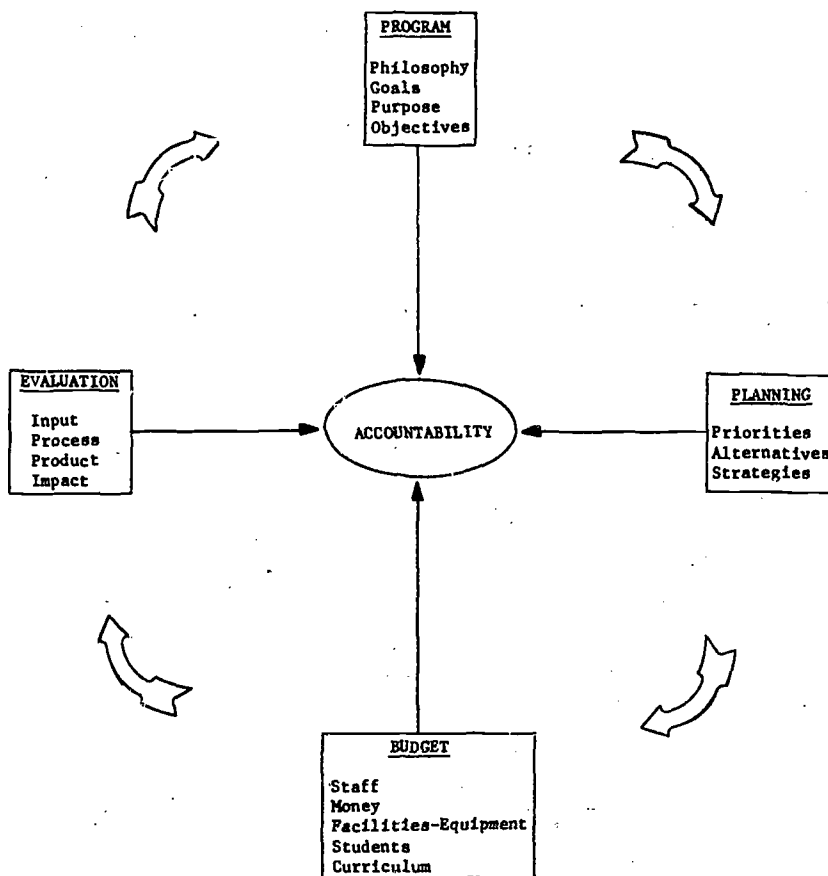 PROGRAM
Philosophy
Goals
Purpose
Objectives
EVALUATION
Input
Process
Product
Impact
ACCOUNTABILITY
PLANNING
Priorities
Alternatives
Strategies
BUDGET
Staff
Money
Facilities-Equipment
Students
Curriculum